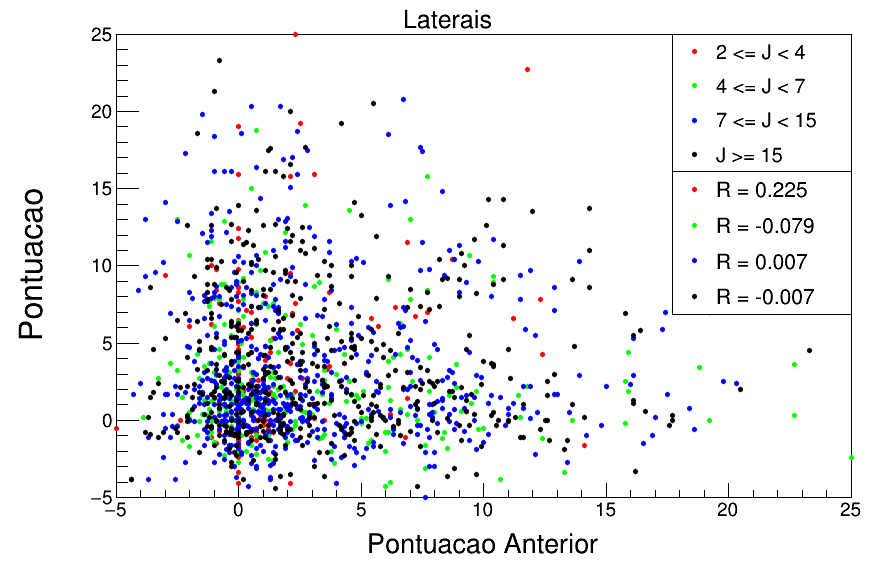 Laterais
25
20
15
10
5
0
−5
Pontuacao
2 <= J < 4
4 <= J < 7
7 <= J < 15
J >= 15
R = 0.225
R = -0.079
R = 0.007
R = -0.007
−5 0 5 10 15 20 25
Pontuacao Anterior